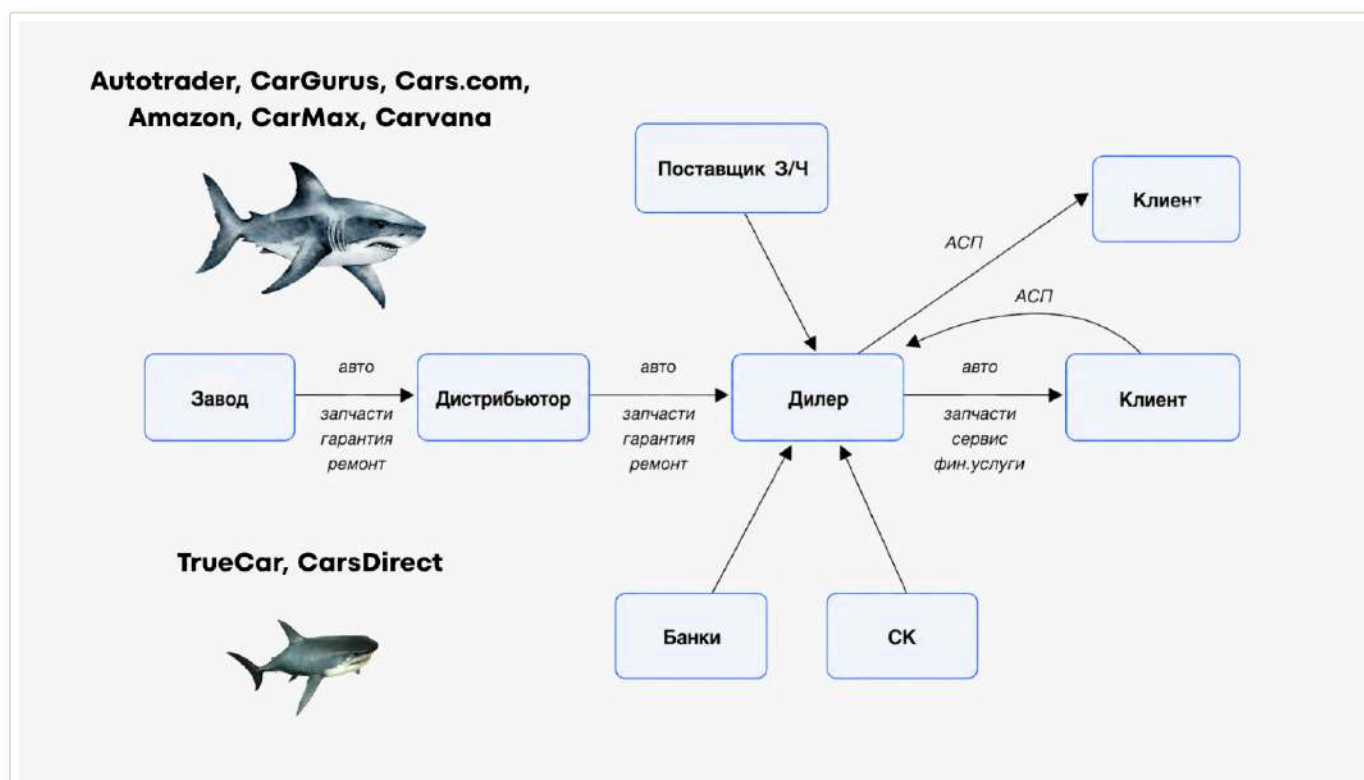 Autotrader, CarGurus, Cars.com,
Amazon, CarMax, Carvana
Поставщик З/Ч
Клиент
АСП
АСП
Завод
авто
запчасти
гарантия
ремонт
Дистрибьютор
авто
запчасти
гарантия
ремонт
Дилер
авто
запчасти
сервис
фин.услуги
Клиент
TrueCar, CarsDirect
Банки
СК